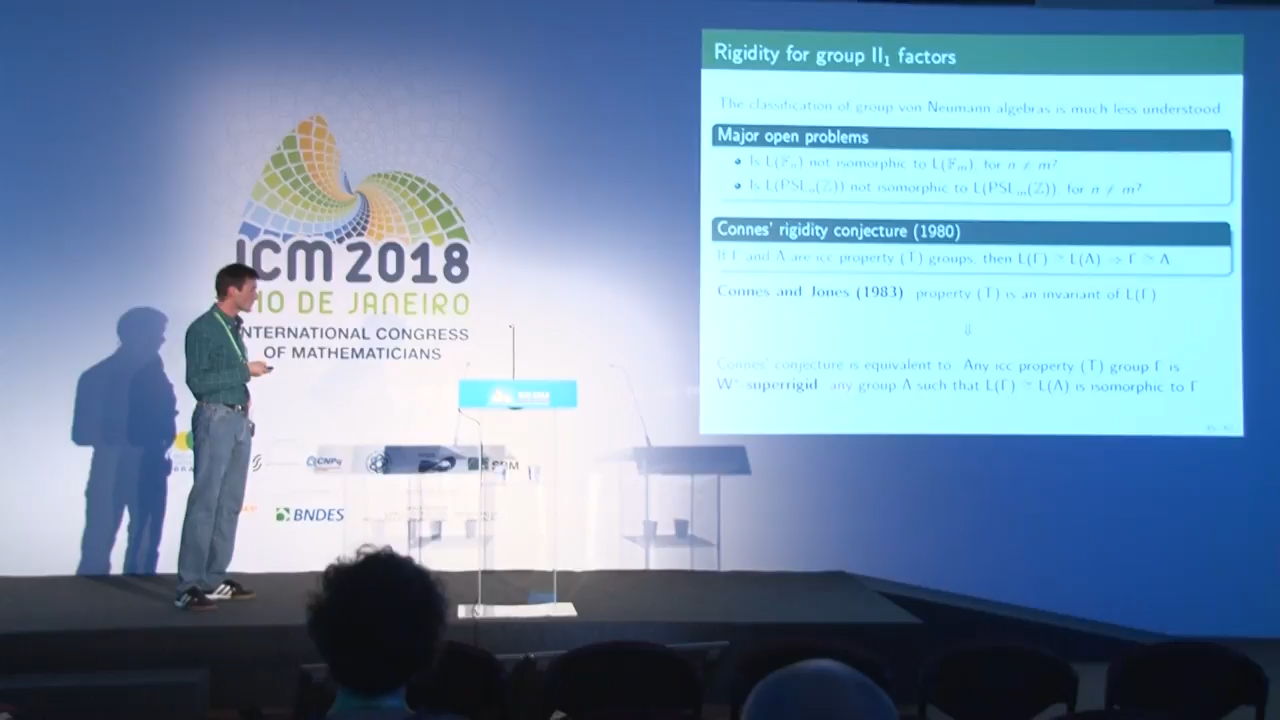 ICM 2018
RIO DE JANEIRO
INTERNATIONAL CONGRESS
OF MATHEMATICIANS
CNPq
BNDES
Rigidity for group II₁ factors
The classification of group von Neumann algebras is much less understood
Major open problems
• Is L(𝔽ₙ) not isomorphic to L(𝔽ₘ), for n ≠ m?
• Is L(PSLₙ(ℤ)) not isomorphic to L(PSLₘ(ℤ)), for n ≠ m?
Connes' rigidity conjecture (1980)
If Γ and Λ are icc property (T) groups, then L(Γ) ≅ L(Λ) ⇒ Γ ≅ Λ
Connes and Jones (1983) property (T) is an invariant of L(Γ)
⇓
Connes' conjecture is equivalent to Any icc property (T) group Γ is
W*-superrigid any group Λ such that L(Γ) ≅ L(Λ) is isomorphic to Γ